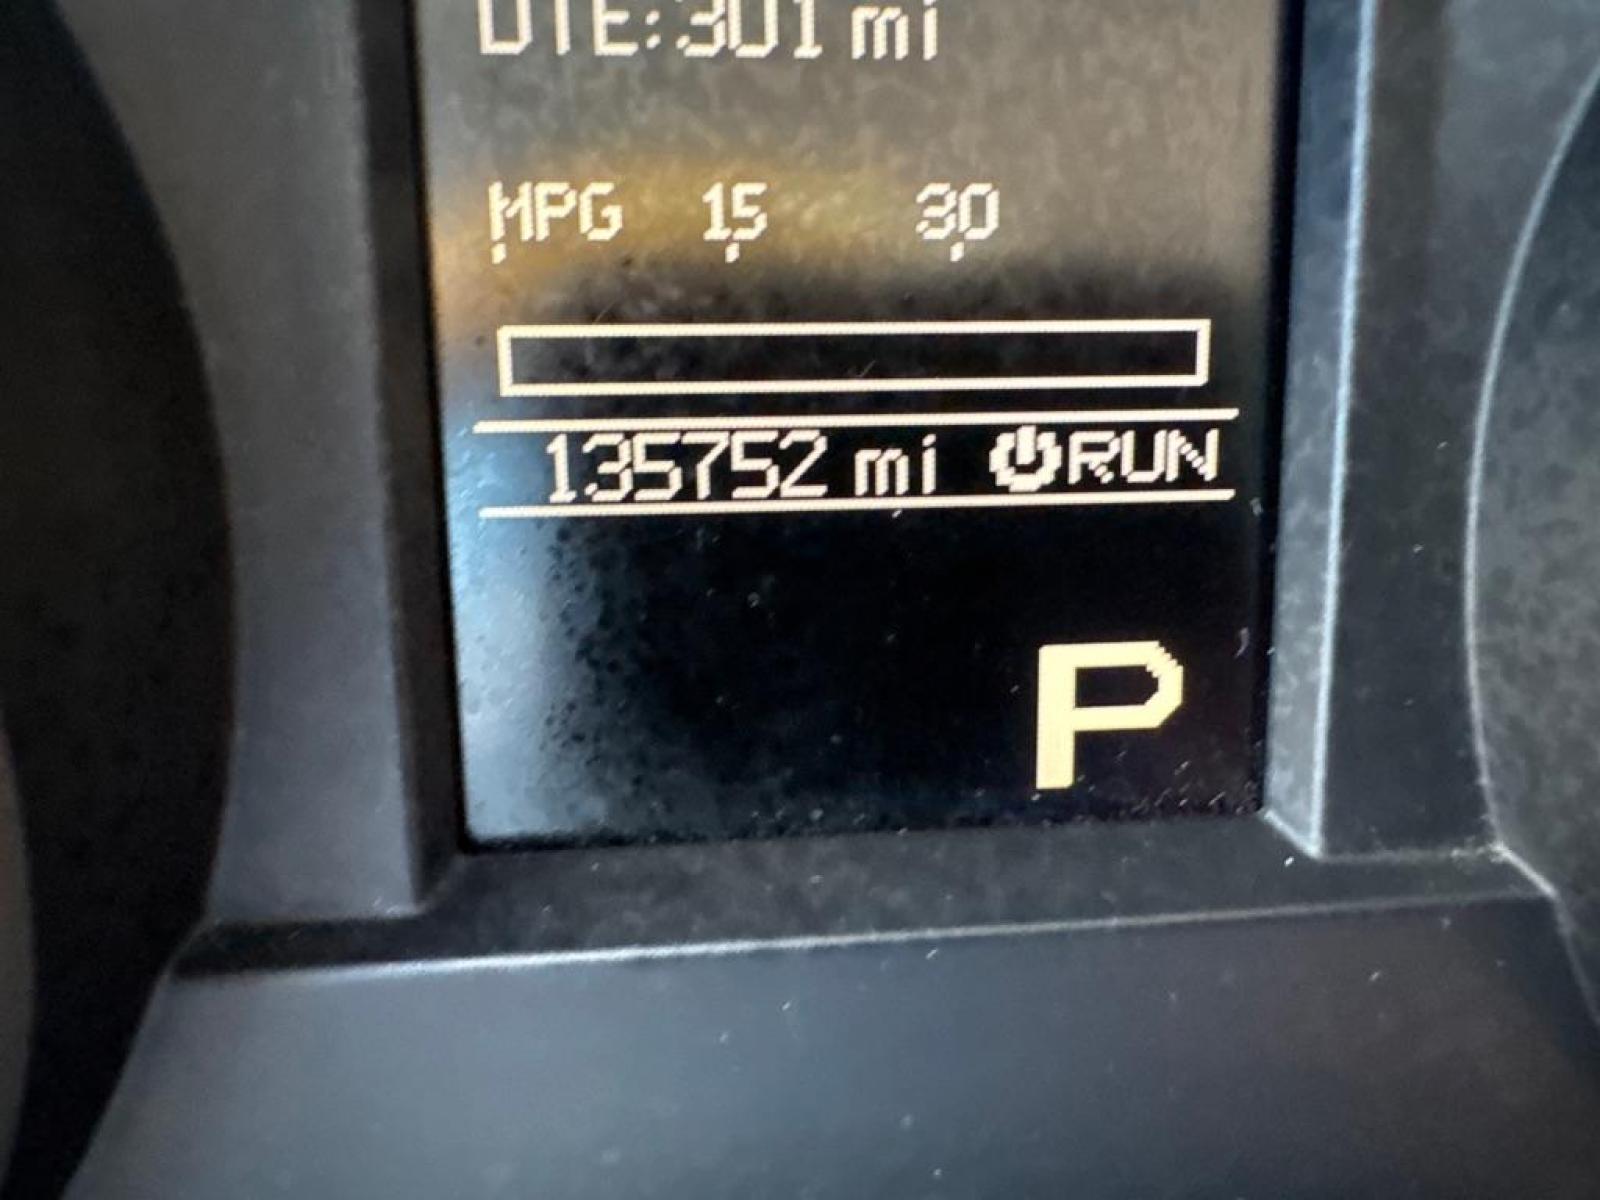 DTE:301 mi
MPG 15 30
135752 mi RUN
P